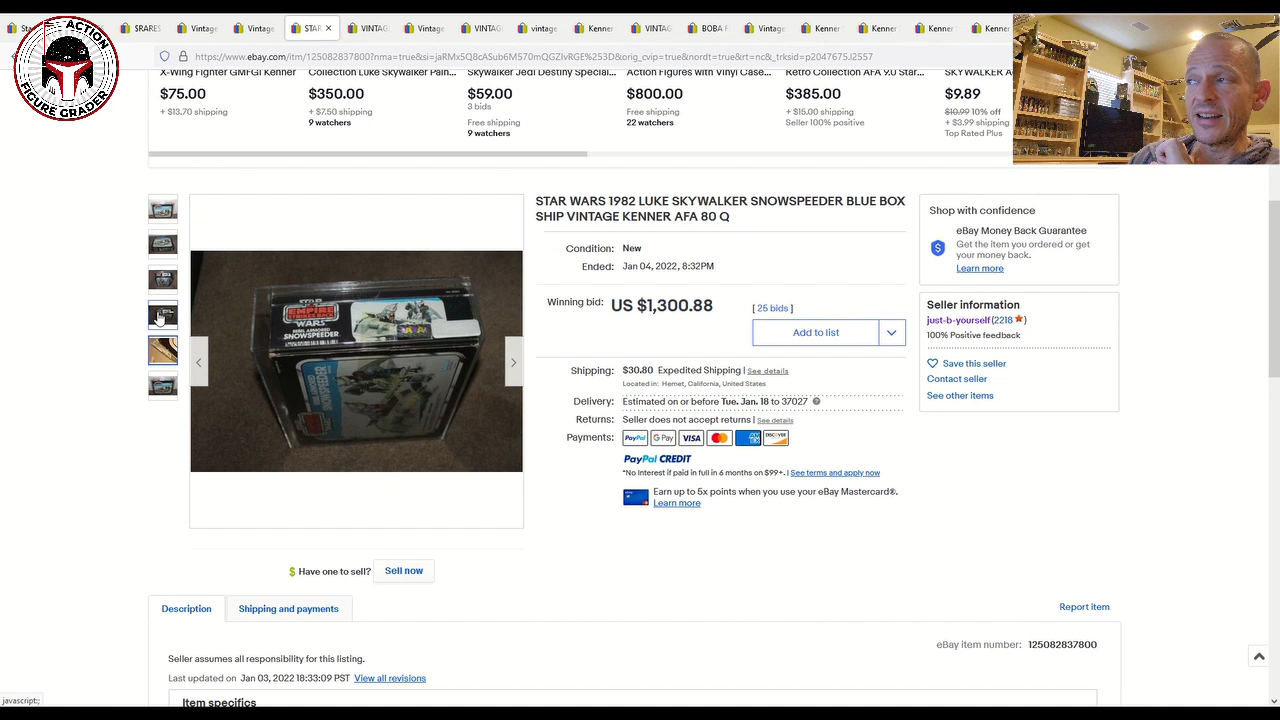 SRARES
Vintage
Vintage
STAR
VINTAG
Vintage
VINTAG
vintage
Kenner
VINTAG
BOBA F
Vintage
Kenner
Kenner
Kenner
Kenner
THE ACTION
FIGURE GRADER
https://www.ebay.com/itm/125082837800?nma=true&si=jaRMx5Q8cASub6M570mQGZlvRGE%253D&orig_cvip=true&nordt=true&rt=nc&_trksid=p2047675.l2557
X-Wing Fighter GMFGI Kenner
Collection Luke Skywalker Pain...
Skywalker Jedi Destiny Special...
Action Figures with Vinyl Case...
Retro Collection AFA 9.0 Star...
SKYWALKER A
$75.00
$350.00
$59.00
$800.00
$385.00
$9.89
+ $13.70 shipping
+ $7.50 shipping
3 bids
Free shipping
+ $15.00 shipping
$10.99 10% off
9 watchers
Free shipping
22 watchers
Seller 100% positive
+ $3.99 shipping
9 watchers
Top Rated Plus
STAR WARS 1982 LUKE SKYWALKER SNOWSPEEDER BLUE BOX
SHIP VINTAGE KENNER AFA 80 Q
Condition: New
Ended: Jan 04, 2022, 8:32PM
Winning bid: US $1,300.88
[ 25 bids ]
Add to list
Shipping: $30.80 Expedited Shipping | See details
Located in: Hemet, California, United States
Delivery: Estimated on or before Tue. Jan. 18 to 37027
Returns: Seller does not accept returns | See details
Payments: PayPal G Pay VISA DISCOVER
PayPal CREDIT
*No Interest if paid in full in 6 months on $99+. | See terms and apply now
Earn up to 5x points when you use your eBay Mastercard®.
Learn more
Shop with confidence
eBay Money Back Guarantee
Get the item you ordered or get
your money back.
Learn more
Seller information
just-b-yourself (2218 )
100% Positive feedback
Save this seller
Contact seller
See other items
STAR
EMPIRE
STRIKES BACK
WARS
REBEL ARMORED
SNOWSPEEDER
Have one to sell? Sell now
Description
Shipping and payments
Report item
eBay item number: 125082837800
Seller assumes all responsibility for this listing.
Last updated on Jan 03, 2022 18:33:09 PST View all revisions
Item specifics
javascript:;